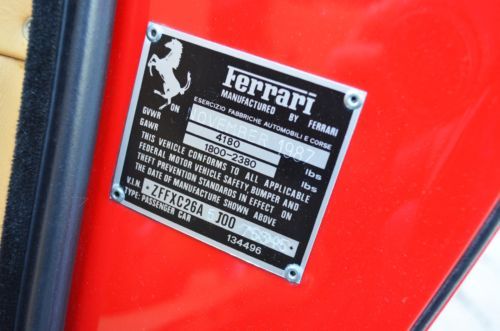 Ferrari
MANUFACTURED BY FERRARI
ESERCIZIO FABBRICHE AUTOMOBILI E CORSE
ON NOVEMBER 1987
GVWR 4180 lbs
GAWR 1800-2380 lbs
THIS VEHICLE CONFORMS TO ALL APPLICABLE
FEDERAL MOTOR VEHICLE SAFETY, BUMPER AND
THEFT PREVENTION STANDARDS IN EFFECT ON
THE DATE OF MANUFACTURE SHOWN ABOVE
V.I.N. ZFFXC26A J00
TYPE: PASSENGER CAR
134496